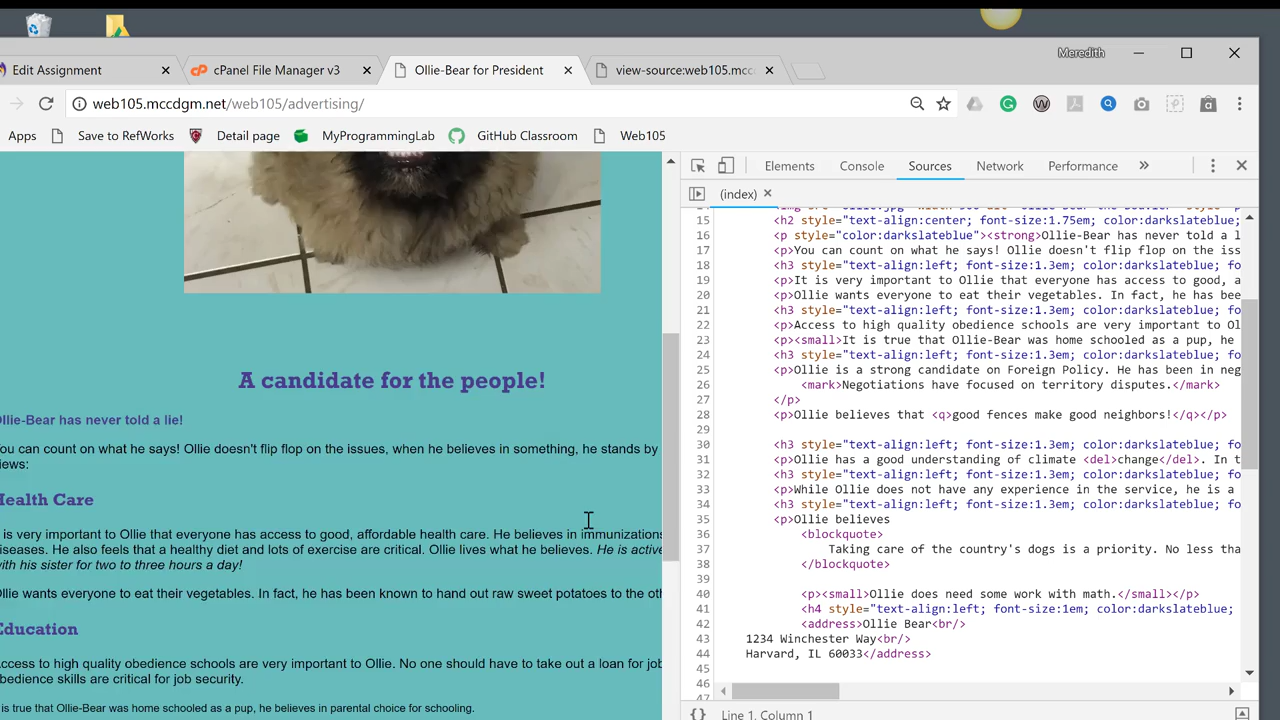 Meredith
Edit Assignment
cPanel File Manager v3
Ollie-Bear for President
view-source:web105.mcc
web105.mccdgm.net/web105/advertising/
Apps
Save to RefWorks
Detail page
MyProgrammingLab
GitHub Classroom
Web105
Elements
Console
Sources
Network
Performance
(index)
A candidate for the people!
Ollie-Bear has never told a lie!
You can count on what he says! Ollie doesn't flip flop on the issues, when he believes in something, he stands by
views:
Health Care
is very important to Ollie that everyone has access to good, affordable health care. He believes in immunizations
diseases. He also feels that a healthy diet and lots of exercise are critical. Ollie lives what he believes. He is active
with his sister for two to three hours a day!
Ollie wants everyone to eat their vegetables. In fact, he has been known to hand out raw sweet potatoes to the
Education
Access to high quality obedience schools are very important to Ollie. No one should have to take out a loan for
obedience skills are critical for job security.
is true that Ollie-Bear was home schooled as a pup, he believes in parental choice for schooling.
15 <h2 style="text-align:center; font-size:1.75em; color:darkslateblue;
16 <p style="color:darkslateblue"><strong>Ollie-Bear has never told a l
17 <p>You can count on what he says! Ollie doesn't flip flop on the iss
18 <h3 style="text-align:left; font-size:1.3em; color:darkslateblue; fo
19 <p>It is very important to Ollie that everyone has access to good, a
20 <p>Ollie wants everyone to eat their vegetables. In fact, he has bee
21 <h3 style="text-align:left; font-size:1.3em; color:darkslateblue; fo
22 <p>Access to high quality obedience schools are very important to Ol
23 <p><small>It is true that Ollie-Bear was home schooled as a pup, he
24 <h3 style="text-align:left; font-size:1.3em; color:darkslateblue; fo
25 <p>Ollie is a strong candidate on Foreign Policy. He has been in neg
26 <mark>Negotiations have focused on territory disputes.</mark>
27 </p>
28 <p>Ollie believes that <q>good fences make good neighbors!</q></p>
29
30 <h3 style="text-align:left; font-size:1.3em; color:darkslateblue; fo
31 <p>Ollie has a good understanding of climate <del>change</del>. In t
32 <h3 style="text-align:left; font-size:1.3em; color:darkslateblue; fo
33 <p>While Ollie does not have any experience in the service, he is a
34 <h3 style="text-align:left; font-size:1.3em; color:darkslateblue; fo
35 <p>Ollie believes
36 <blockquote>
37 Taking care of the country's dogs is a priority. No less tha
38 </blockquote>
39
40 <p><small>Ollie does need some work with math.</small></p>
41 <h4 style="text-align:left; font-size:1em; color:darkslateblue;
42 <address>Ollie Bear<br/>
43 1234 Winchester Way<br/>
44 Harvard, IL 60033</address>
45
46
47
{} Line 1, Column 1